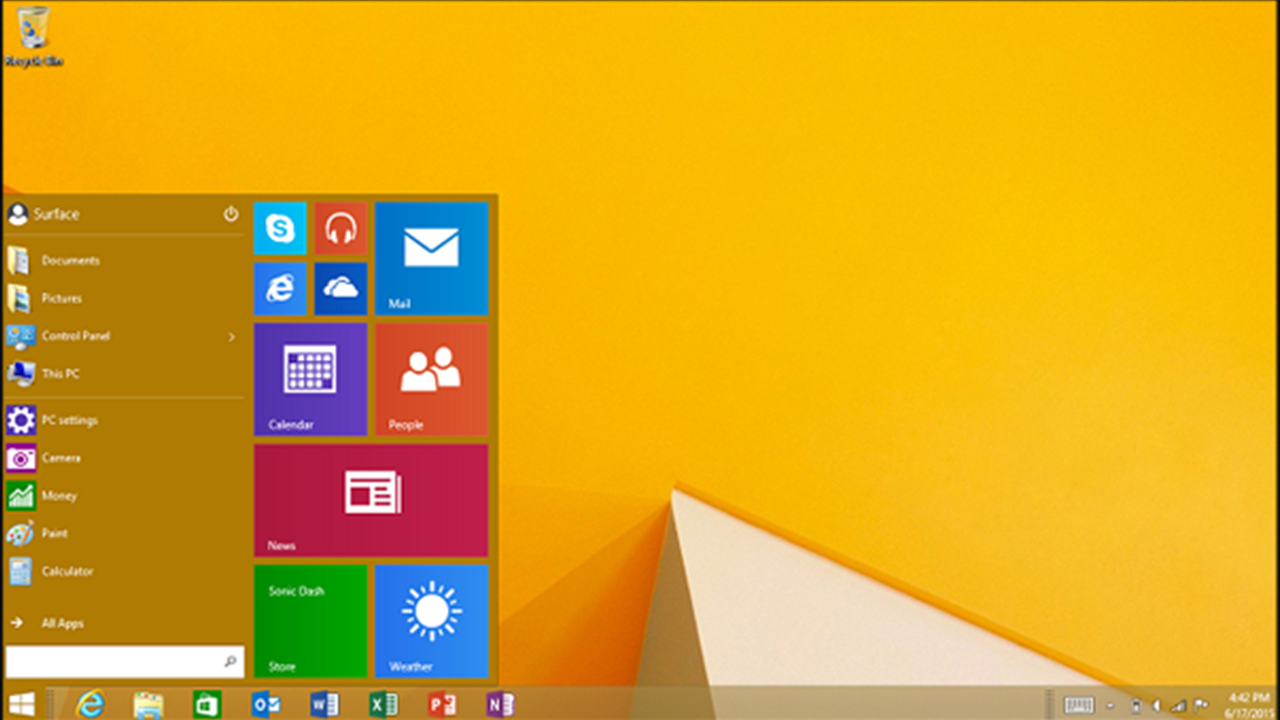 Recycle Bin
Surface
Documents
Pictures
Control Panel
This PC
PC settings
Camera
Money
Paint
Calculator
All Apps
Mail
Calendar
People
News
Sonic Dash
Store
Weather
4:42 PM
6/17/2015